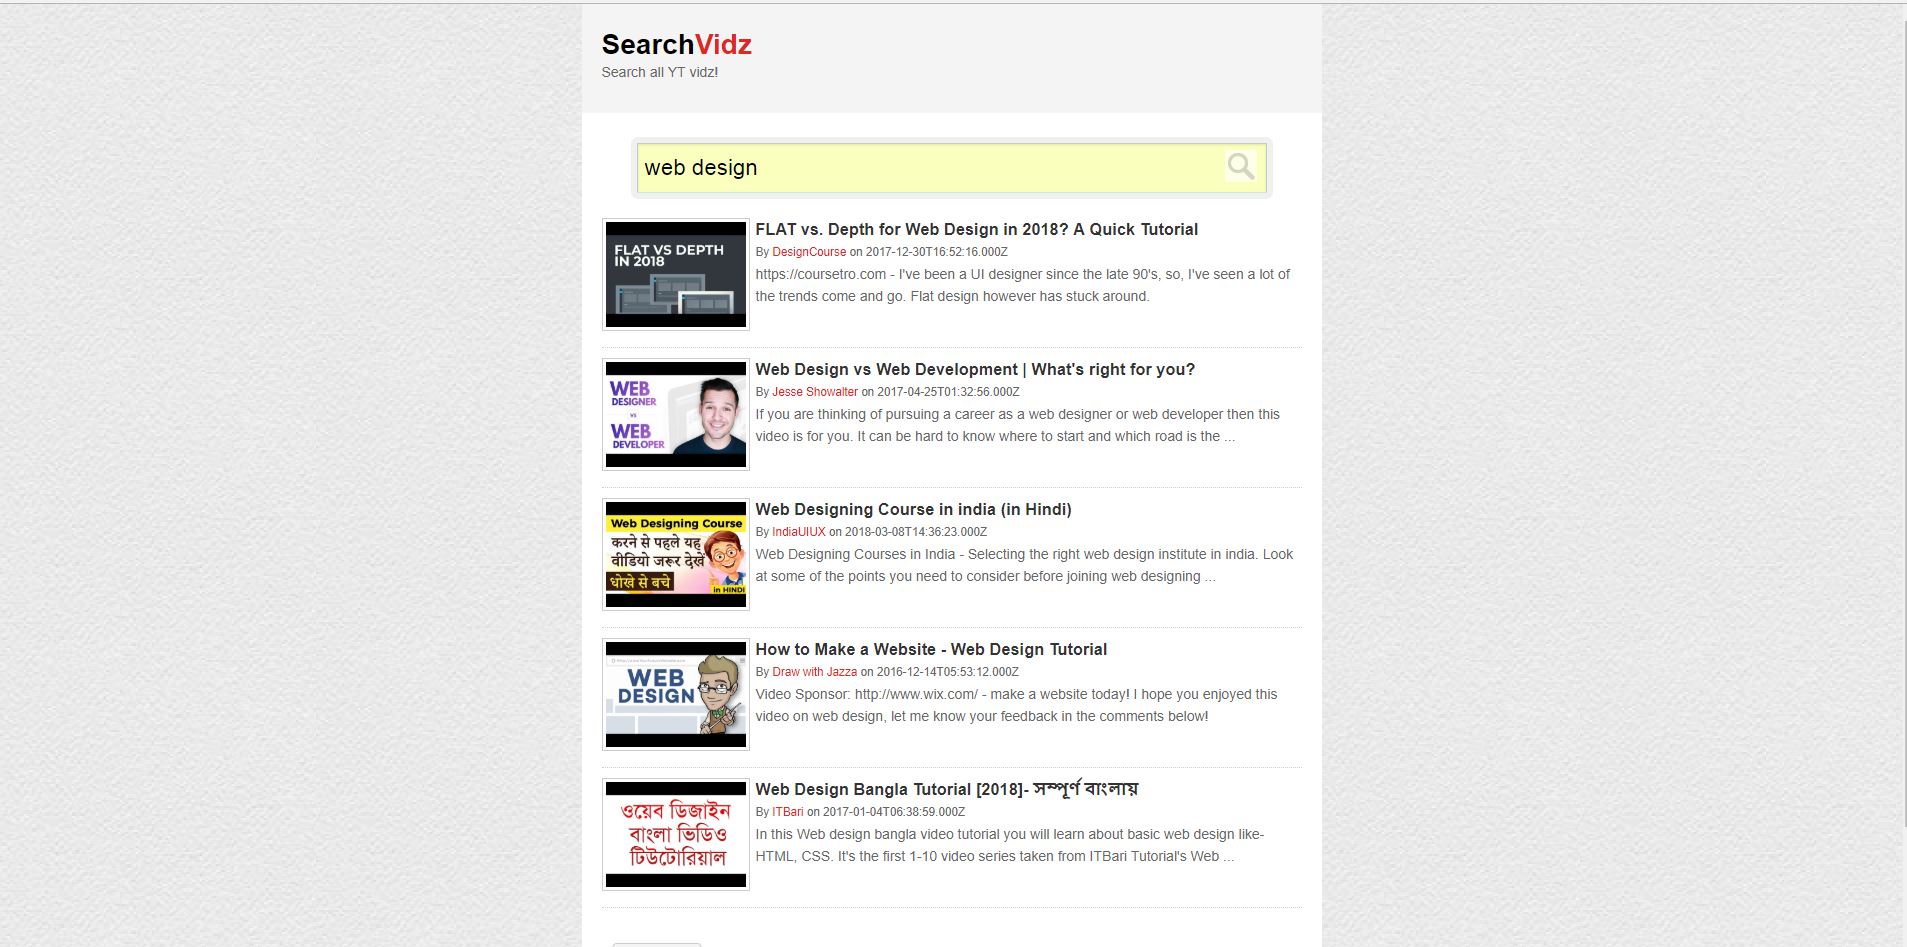 SearchVidz
Search all YT vidz!
web design
FLAT VS DEPTH
IN 2018
FLAT vs. Depth for Web Design in 2018? A Quick Tutorial
By DesignCourse on 2017-12-30T16:52:16.000Z
https://coursetro.com - I've been a UI designer since the late 90's, so, I've seen a lot of
the trends come and go. Flat design however has stuck around.
WEB
DESIGNER
VS
WEB
DEVELOPER
Web Design vs Web Development | What's right for you?
By Jesse Showalter on 2017-04-25T01:32:56.000Z
If you are thinking of pursuing a career as a web designer or web developer then this
video is for you. It can be hard to know where to start and which road is the ...
Web Designing Course
करने से पहले यह
वीडियो जरूर देखें
धोखे से बचे
in HINDI
Web Designing Course in india (in Hindi)
By IndiaUIUX on 2018-03-08T14:36:23.000Z
Web Designing Courses in India - Selecting the right web design institute in india. Look
at some of the points you need to consider before joining web designing ...
WEB
DESIGN
How to Make a Website - Web Design Tutorial
By Draw with Jazza on 2016-12-14T05:53:12.000Z
Video Sponsor: http://www.wix.com/ - make a website today! I hope you enjoyed this
video on web design, let me know your feedback in the comments below!
ওয়েব ডিজাইন
বাংলা ভিডিও
টিউটোরিয়াল
Web Design Bangla Tutorial [2018]- সম্পূর্ণ বাংলায়
By ITBari on 2017-01-04T06:38:59.000Z
In this Web design bangla video tutorial you will learn about basic web design like-
HTML, CSS. It's the first 1-10 video series taken from ITBari Tutorial's Web ...